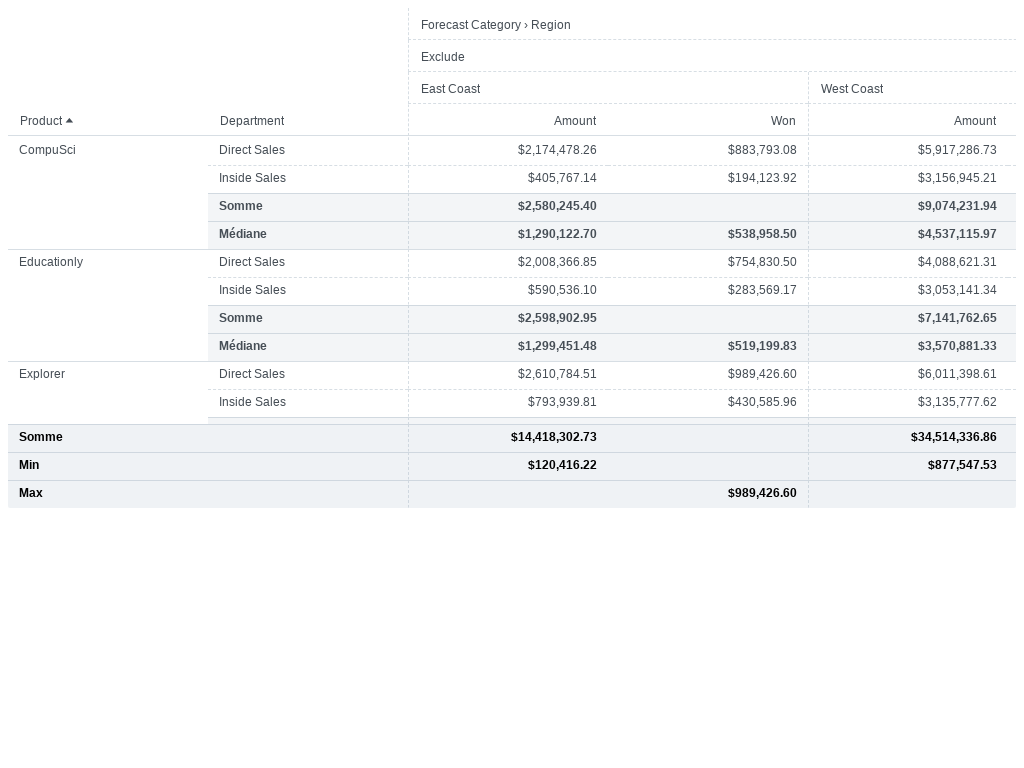 Forecast Category › Region
Exclude
East Coast West Coast
Product Department Amount Won Amount
CompuSci Direct Sales $2,174,478.26 $883,793.08 $5,917,286.73
Inside Sales $405,767.14 $194,123.92 $3,156,945.21
Somme $2,580,245.40 $9,074,231.94
Médiane $1,290,122.70 $538,958.50 $4,537,115.97
Educationly Direct Sales $2,008,366.85 $754,830.50 $4,088,621.31
Inside Sales $590,536.10 $283,569.17 $3,053,141.34
Somme $2,598,902.95 $7,141,762.65
Médiane $1,299,451.48 $519,199.83 $3,570,881.33
Explorer Direct Sales $2,610,784.51 $989,426.60 $6,011,398.61
Inside Sales $793,939.81 $430,585.96 $3,135,777.62
Somme $14,418,302.73 $34,514,336.86
Min $120,416.22 $877,547.53
Max $989,426.60